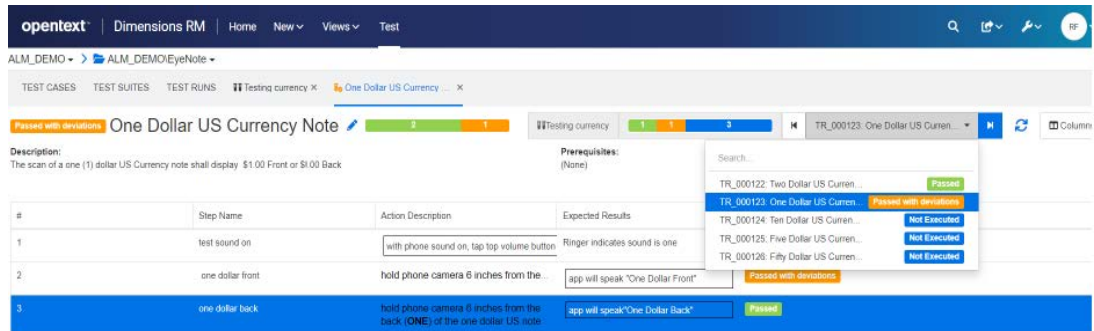 opentext™ | Dimensions RM | Home New Views Test RF
ALM_DEMO > ALM_DEMO\EyeNote
TEST CASES TEST SUITES TEST RUNS Testing currency × One Dollar US Currency ... ×
Passed with deviations One Dollar US Currency Note 2 1 Testing currency 1 1 3 TR_000123: One Dollar US Curren... Columns
Description:
The scan of a one (1) dollar US Currency note shall display $1.00 Front or $1.00 Back
Prerequisites:
(None)
Search...
TR_000122: Two Dollar US Curren... Passed
TR_000123: One Dollar US Curren... Passed with deviations
TR_000124: Ten Dollar US Curren... Not Executed
TR_000125: Five Dollar US Curren... Not Executed
TR_000126: Fifty Dollar US Curren... Not Executed
# Step Name Action Description Expected Results
1 test sound on with phone sound on, tap top volume button Ringer indicates sound is one
2 one dollar front hold phone camera 6 inches from the... app will speak "One Dollar Front" Passed with deviations
3 one dollar back hold phone camera 6 inches from the app will speak"One Dollar Back" Passed
back (ONE) of the one dollar US note